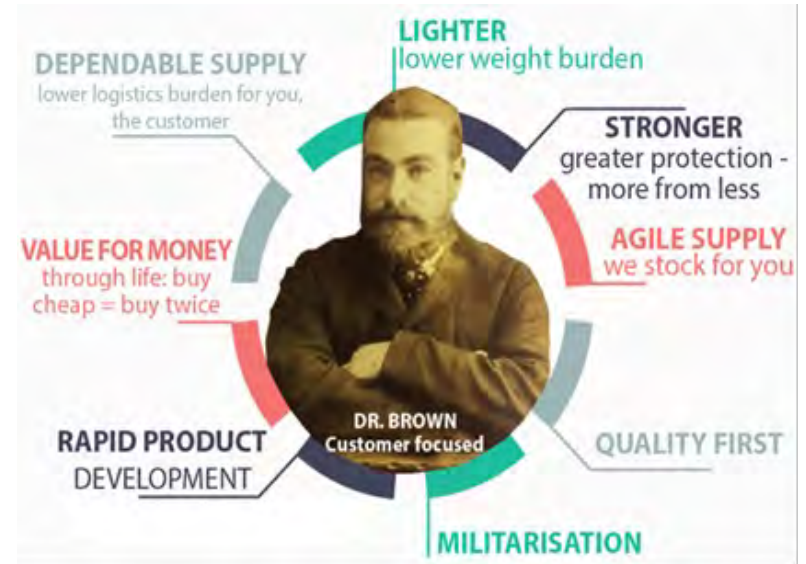 LIGHTER
lower weight burden
DEPENDABLE SUPPLY
lower logistics burden for you,
the customer
STRONGER
greater protection -
more from less
AGILE SUPPLY
we stock for you
VALUE FOR MONEY
through life: buy
cheap = buy twice
DR. BROWN
Customer focused
RAPID PRODUCT
DEVELOPMENT
QUALITY FIRST
MILITARISATION